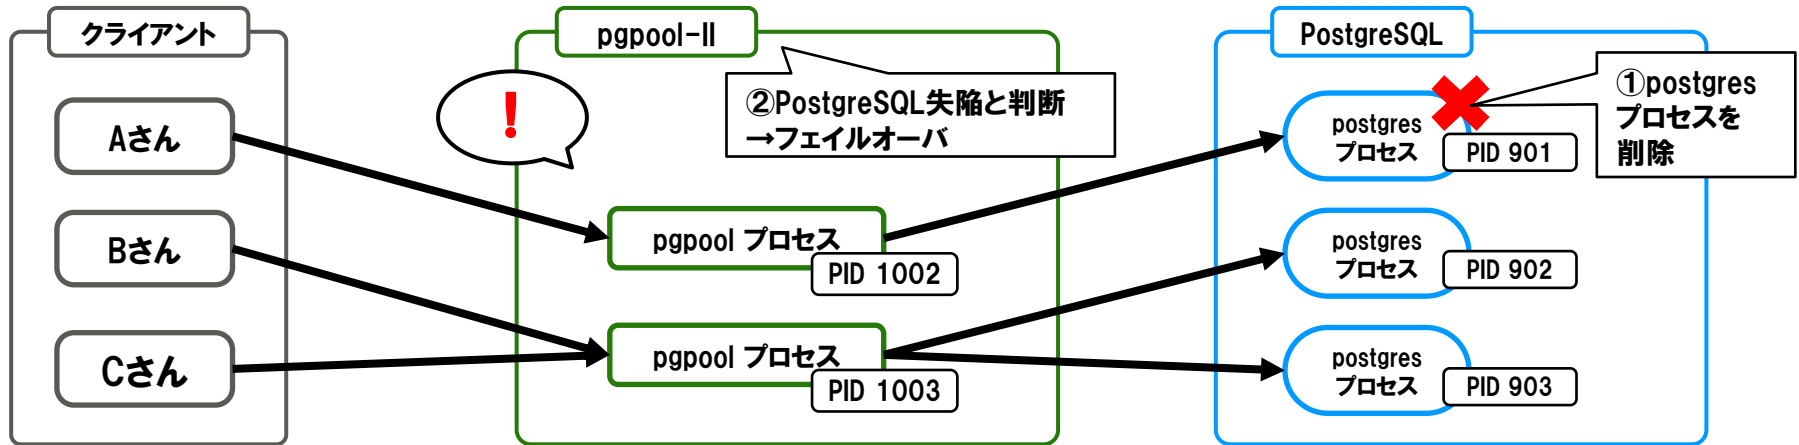 クライアント
Aさん
Bさん
Cさん
pgpool-II
!
②PostgreSQL失陥と判断
→フェイルオーバ
pgpool プロセス
PID 1002
pgpool プロセス
PID 1003
PostgreSQL
①postgres
プロセスを
削除
postgres
プロセス
PID 901
postgres
プロセス
PID 902
postgres
プロセス
PID 903